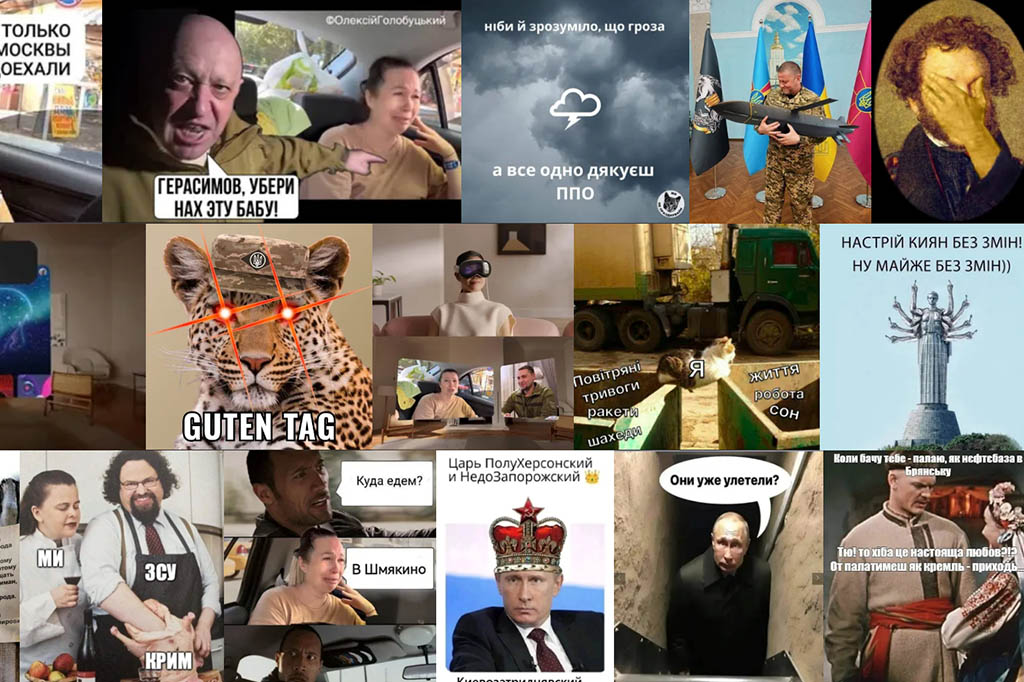 ТОЛЬКО
МОСКВЫ
ДОЕХАЛИ
©ОлексійГолобуцький
ГЕРАСИМОВ, УБЕРИ
НАХ ЭТУ БАБУ!
ніби й зрозуміло, що гроза
а все одно дякуєш
ППО
GUTEN TAG
Повітряні
тривоги
ракети
шахеди
Я
життя
робота
сон
НАСТРІЙ КИЯН БЕЗ ЗМІН!
НУ МАЙЖЕ БЕЗ ЗМІН))
МИ
ЗСУ
КРИМ
Куда едем?
В Шмякино
Царь ПолуХерсонский
и НедоЗапорожский
Киевозатриднявский
Они уже улетели?
Коли бачу тебе - палаю, як нєфтєбаза в
Брянську
Тю! то хіба це настояща любов?!?
От палатимеш як кремль - приходь...